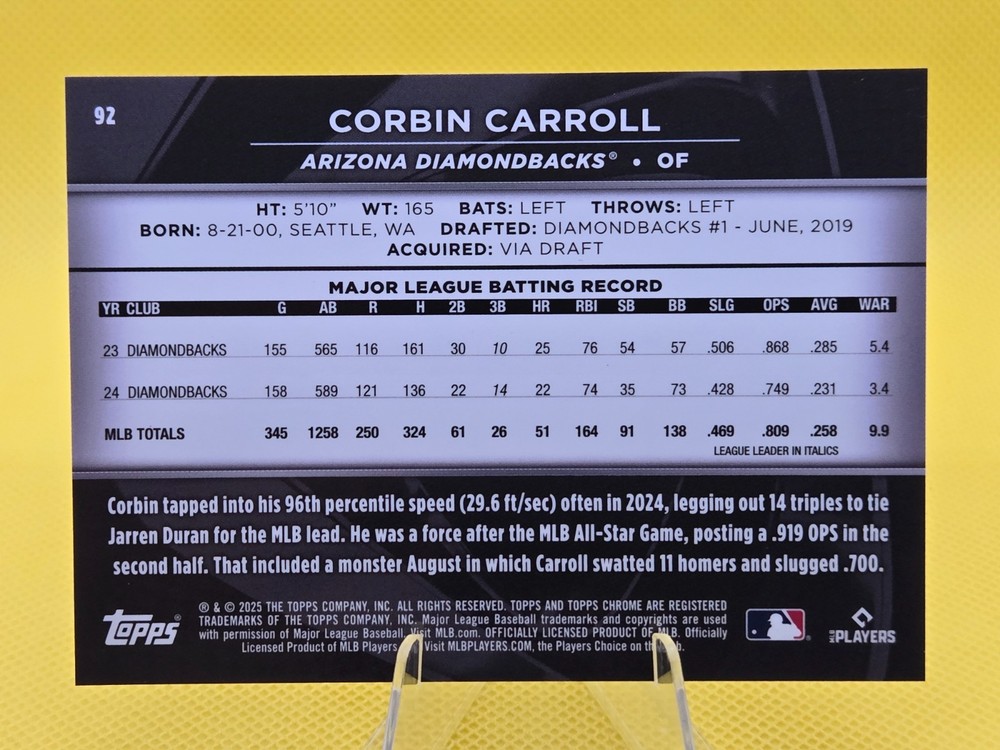 92
CORBIN CARROLL
ARIZONA DIAMONDBACKS® • OF
HT: 5'10" WT: 165 BATS: LEFT THROWS: LEFT
BORN: 8-21-00, SEATTLE, WA DRAFTED: DIAMONDBACKS #1 - JUNE, 2019
ACQUIRED: VIA DRAFT
MAJOR LEAGUE BATTING RECORD
YR CLUB G AB R H 2B 3B HR RBI SB BB SLG OPS AVG WAR
23 DIAMONDBACKS 155 565 116 161 30 10 25 76 54 57 .506 .868 .285 5.4
24 DIAMONDBACKS 158 589 121 136 22 14 22 74 35 73 .428 .749 .231 3.4
MLB TOTALS 345 1258 250 324 61 26 51 164 91 138 .469 .809 .258 9.9
LEAGUE LEADER IN ITALICS
Corbin tapped into his 96th percentile speed (29.6 ft/sec) often in 2024, legging out 14 triples to tie
Jarren Duran for the MLB lead. He was a force after the MLB All-Star Game, posting a .919 OPS in the
second half. That included a monster August in which Carroll swatted 11 homers and slugged .700.
Topps®
® & © 2025 THE TOPPS COMPANY, INC. ALL RIGHTS RESERVED. TOPPS AND TOPPS CHROME ARE REGISTERED
TRADEMARKS OF THE TOPPS COMPANY, INC. Major League Baseball trademarks and copyrights are used
with permission of Major League Baseball. Visit MLB.com. OFFICIALLY LICENSED PRODUCT OF MLB. Officially
Licensed Product of MLB Players Visit MLBPLAYERS.COM, the Players Choice on the
MLB PLAYERS